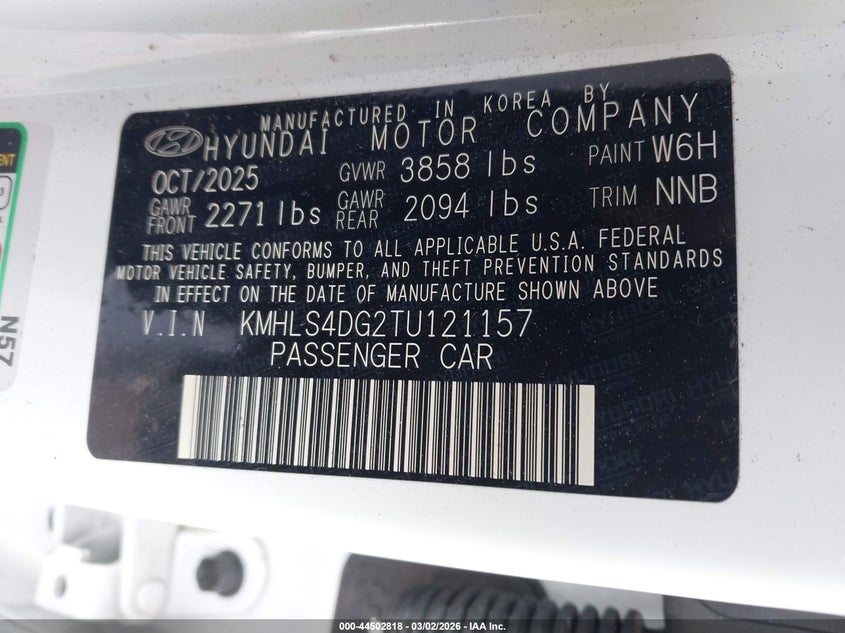 MANUFACTURED IN KOREA BY
HYUNDAI MOTOR COMPANY
OCT/2025 GVWR 3858 lbs PAINT W6H
GAWR FRONT 2271 lbs GAWR REAR 2094 lbs TRIM NNB
THIS VEHICLE CONFORMS TO ALL APPLICABLE U.S.A. FEDERAL
MOTOR VEHICLE SAFETY, BUMPER, AND THEFT PREVENTION STANDARDS
IN EFFECT ON THE DATE OF MANUFACTURE SHOWN ABOVE
V.I.N KMHLS4DG2TU121157
PASSENGER CAR
HYUNDAI
N57
000-44502818 - 03/02/2026 - IAA Inc.